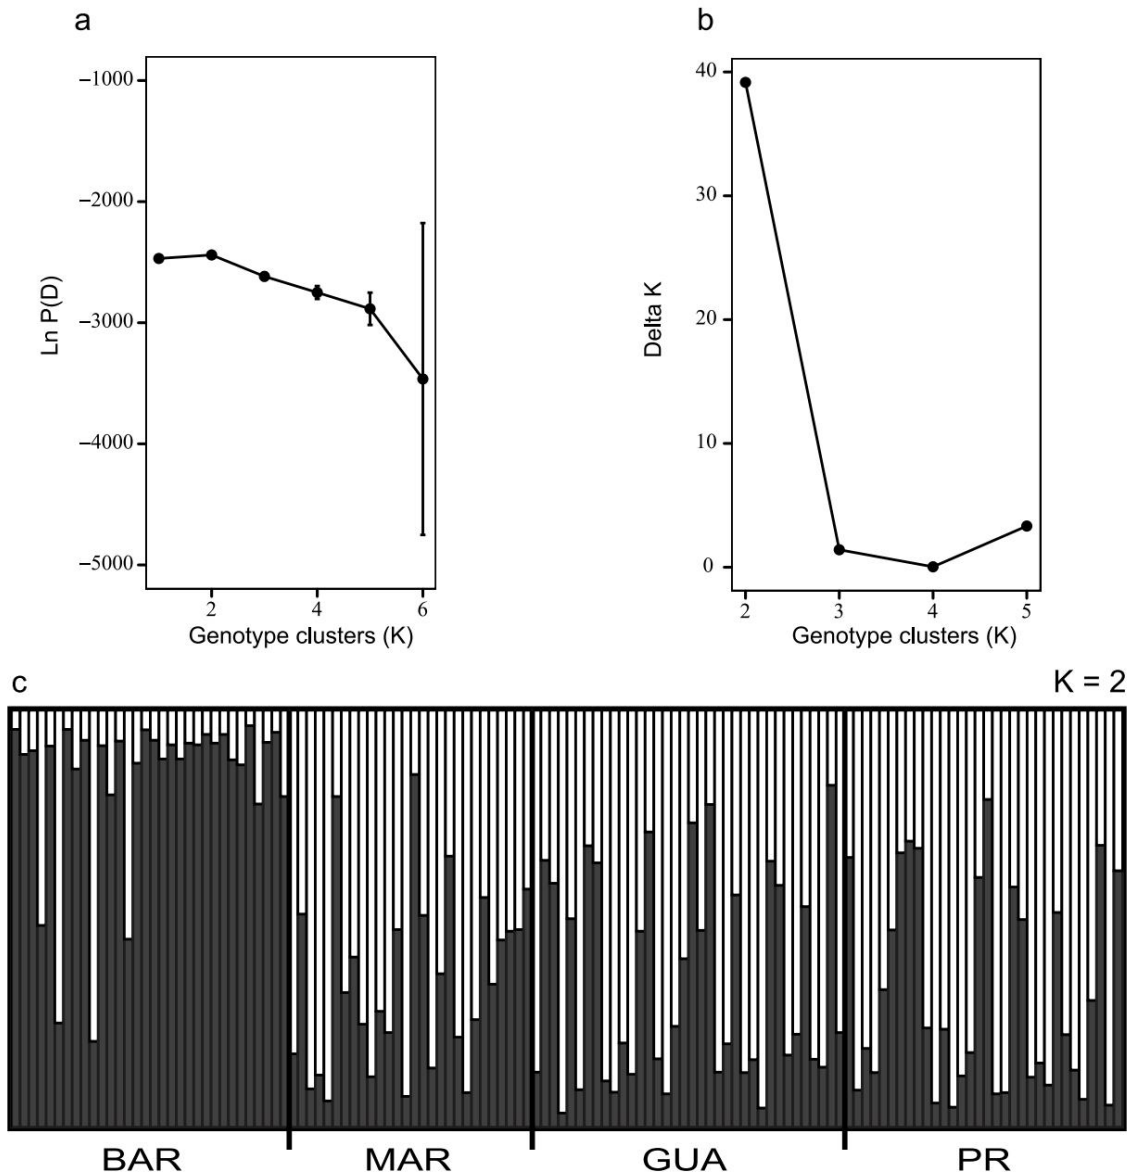 a
Ln P(D)
−1000
−2000
−3000
−4000
−5000
2 4 6
Genotype clusters (K)
b
Delta K
40
30
20
10
0
2 3 4 5
Genotype clusters (K)
c
K = 2
BAR MAR GUA PR